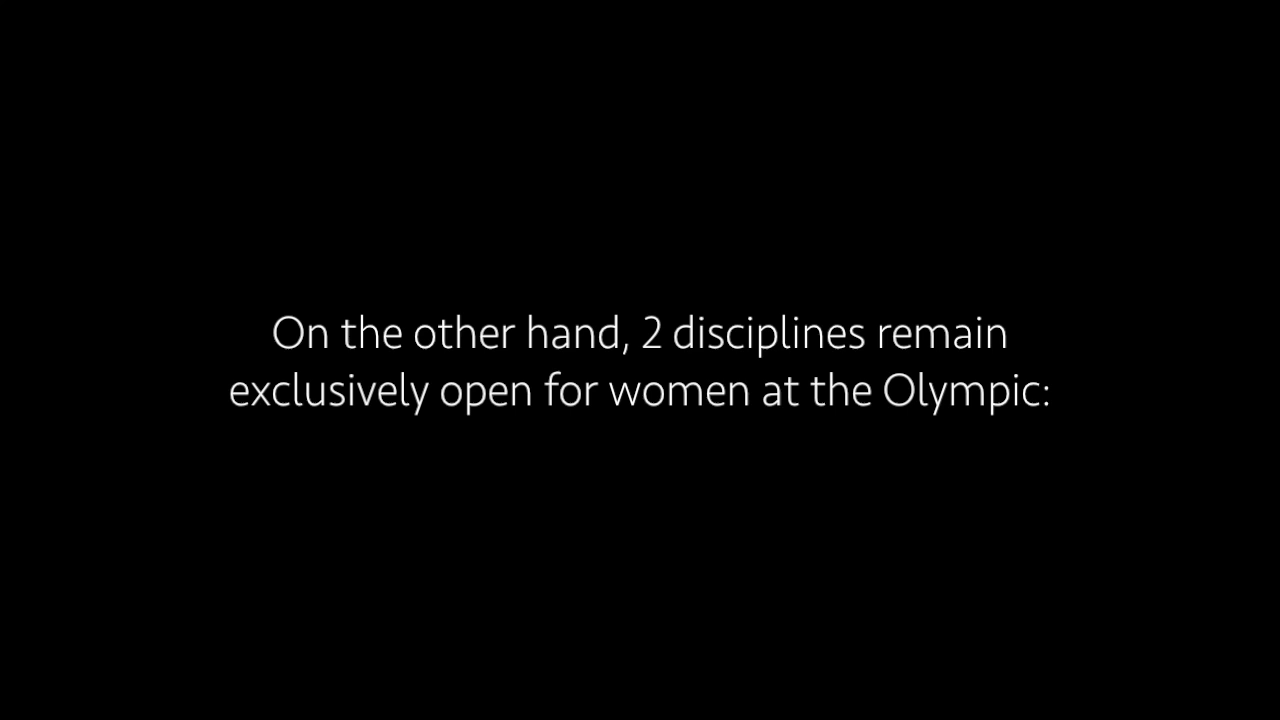 On the other hand, 2 disciplines remain
exclusively open for women at the Olympic: